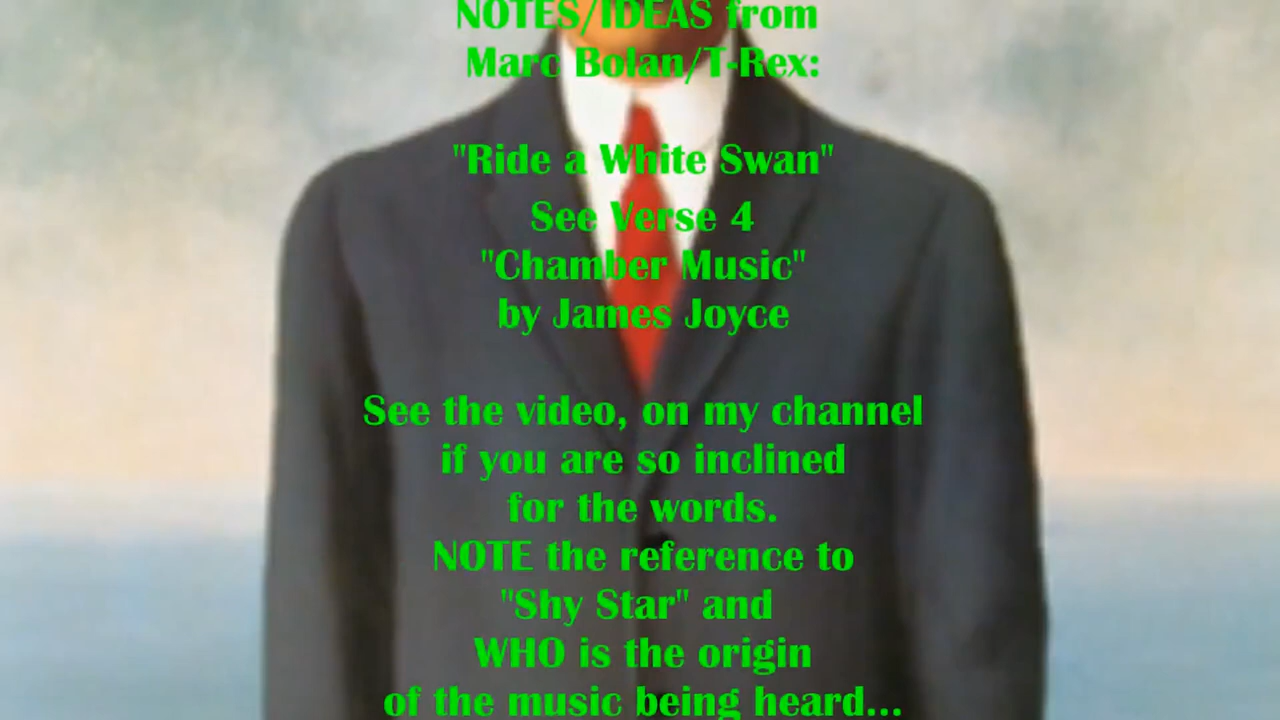 NOTES/IDEAS from
Marc Bolan/T-Rex:
"Ride a White Swan"
See Verse 4
"Chamber Music"
by James Joyce
See the video, on my channel
if you are so inclined
for the words.
NOTE the reference to
"Shy Star" and
WHO is the origin
of the music being heard...